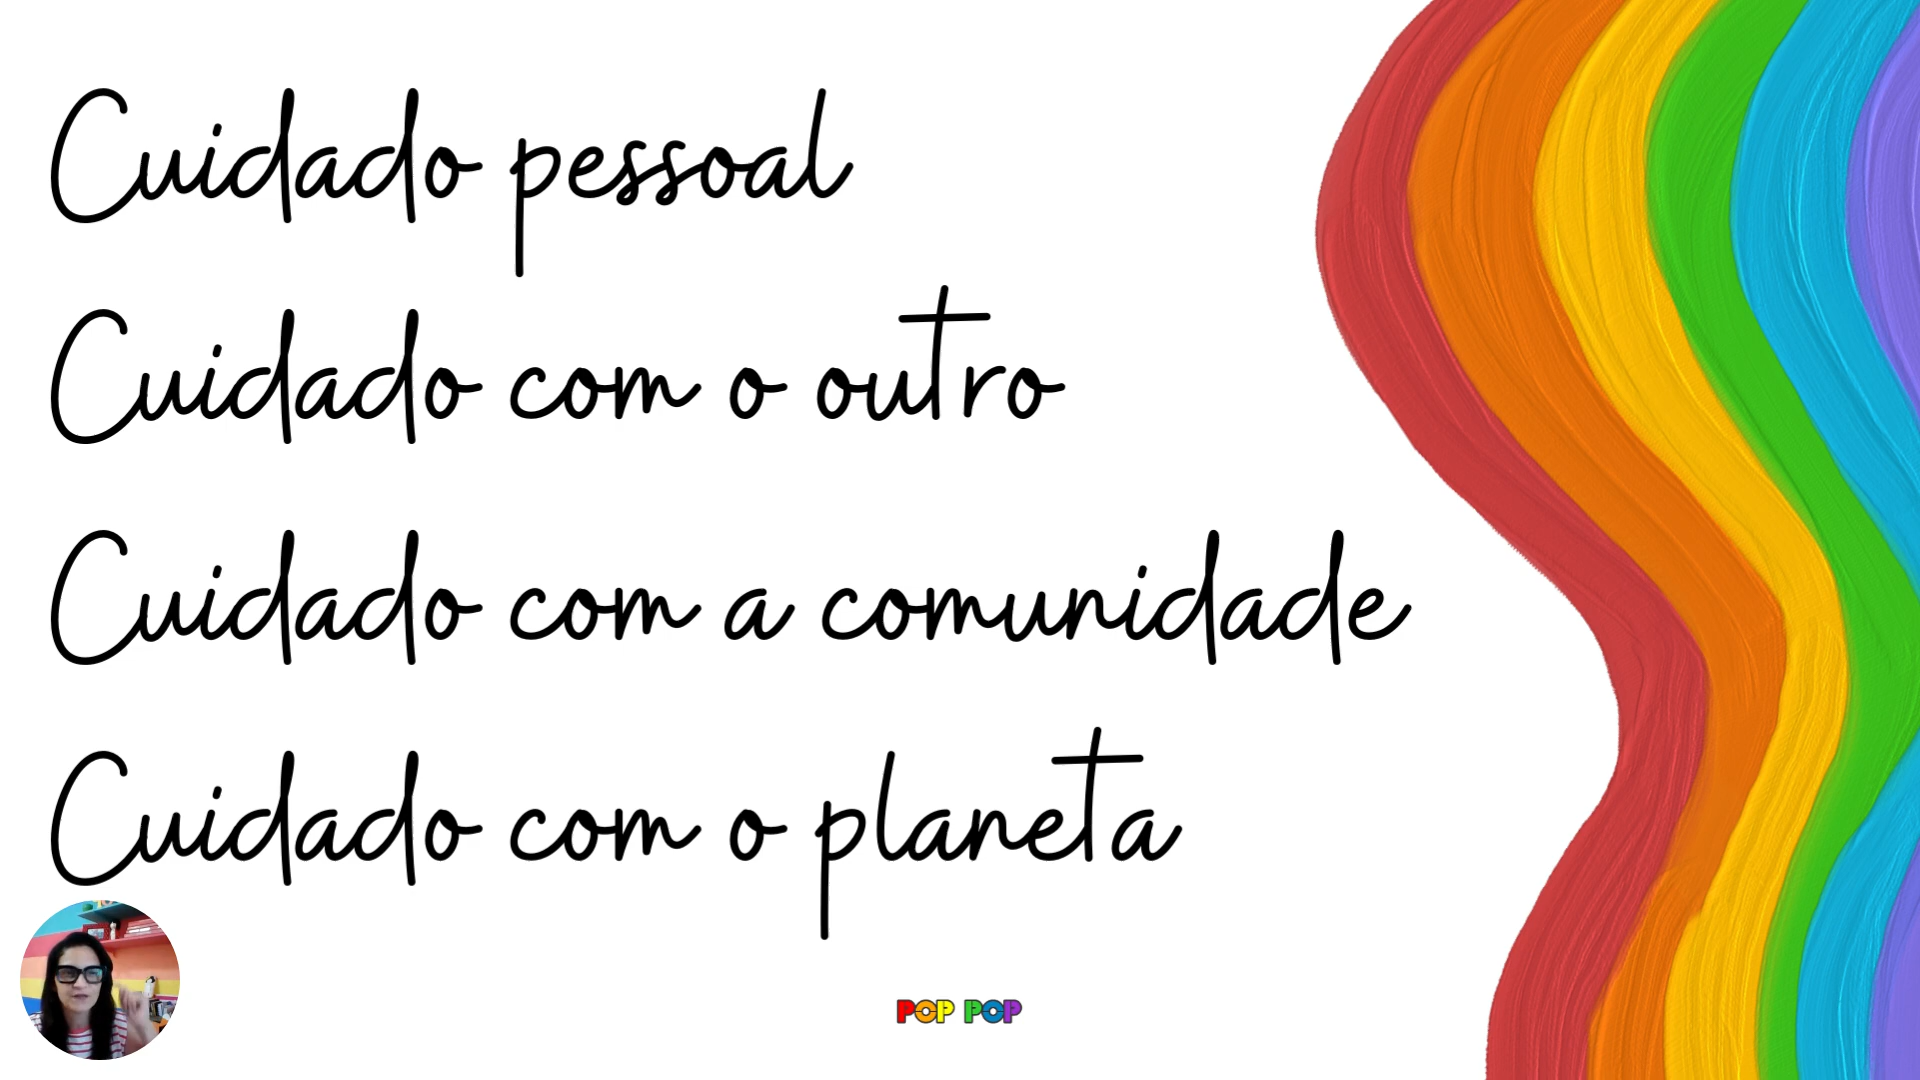 Cuidado pessoal
Cuidado com o outro
Cuidado com a comunidade
Cuidado com o planeta
POP POP